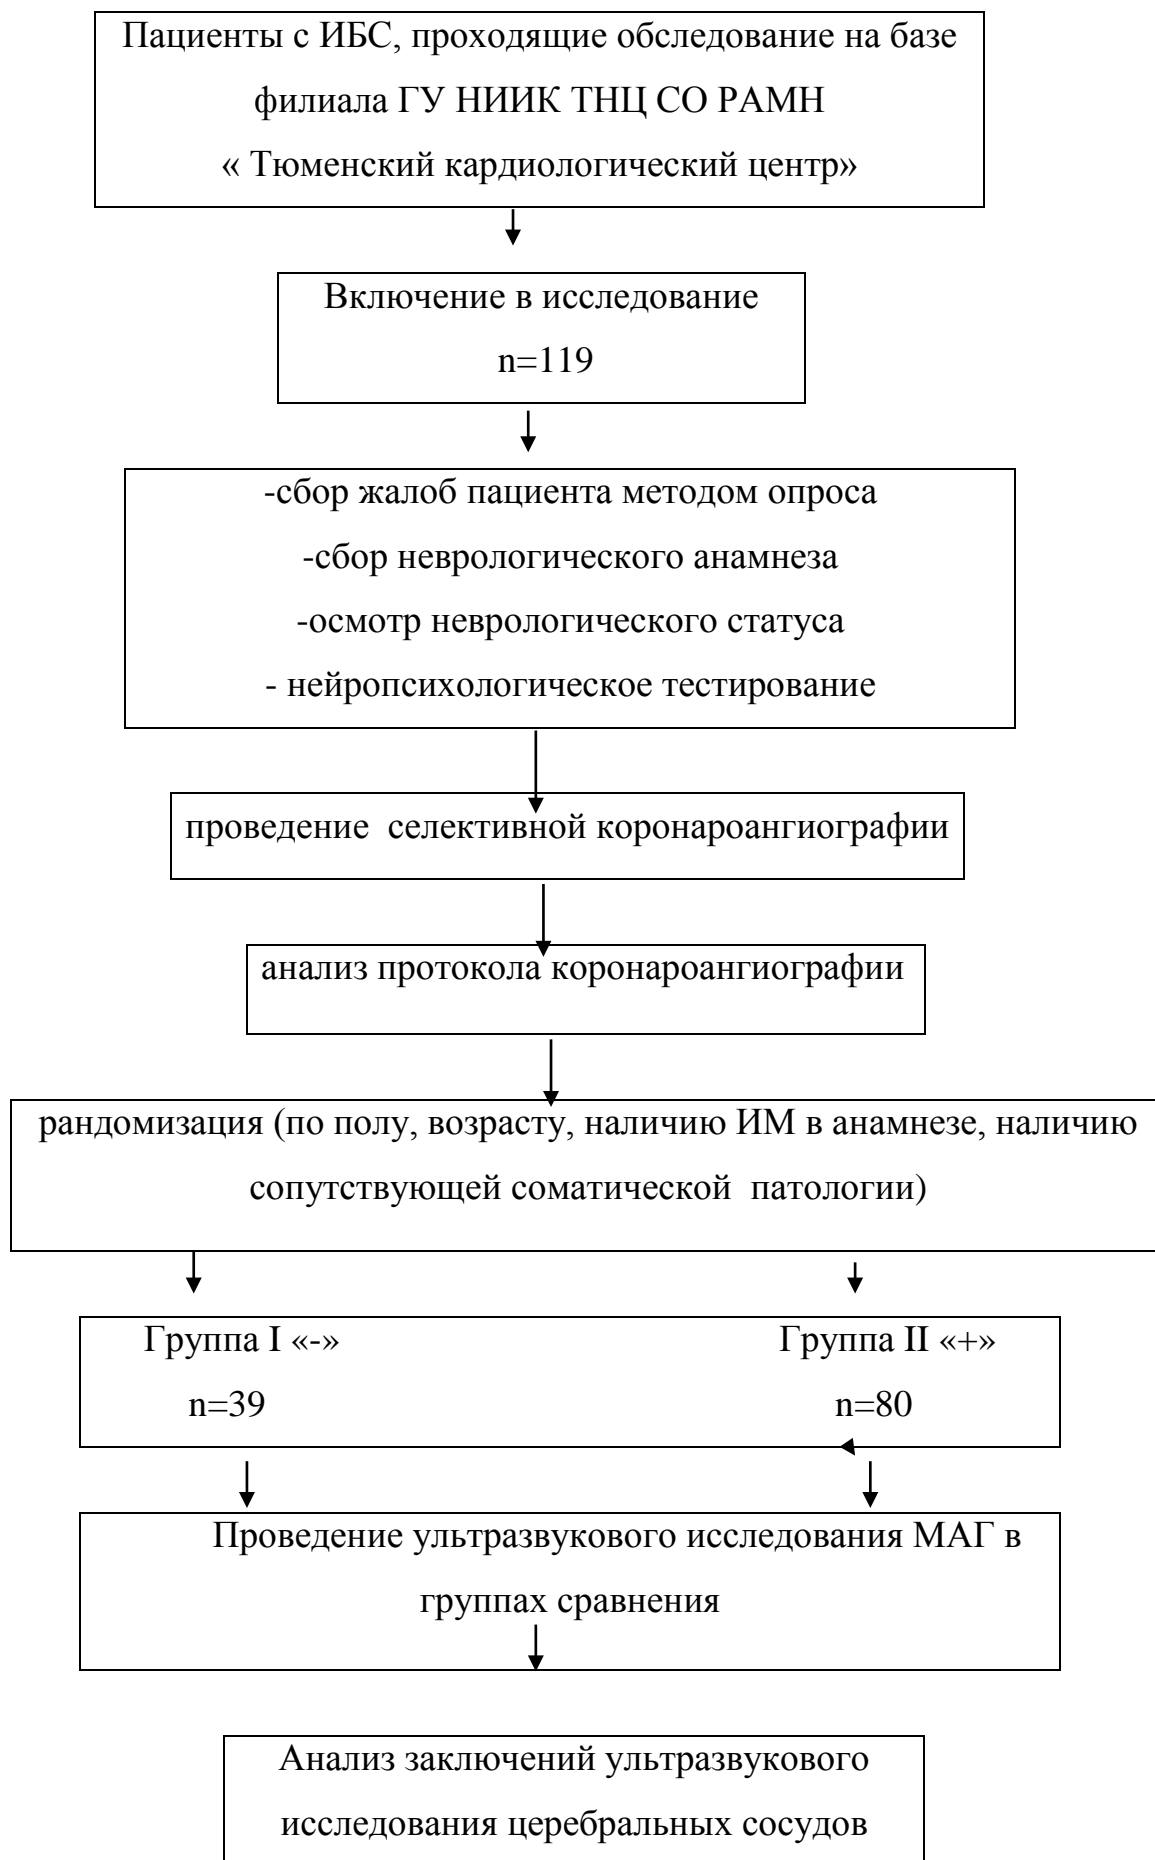 Пациенты с ИБС, проходящие обследование на базе
филиала ГУ НИИК ТНЦ СО РАМН
« Тюменский кардиологический центр»
Включение в исследование
n=119
-сбор жалоб пациента методом опроса
-сбор неврологического анамнеза
-осмотр неврологического статуса
- нейропсихологическое тестирование
проведение селективной коронароангиографии
анализ протокола коронароангиографии
рандомизация (по полу, возрасту, наличию ИМ в анамнезе, наличию
сопутствующей соматической патологии)
Группа I «-» Группа II «+»
n=39 n=80
Проведение ультразвукового исследования МАГ в
группах сравнения
Анализ заключений ультразвукового
исследования церебральных сосудов